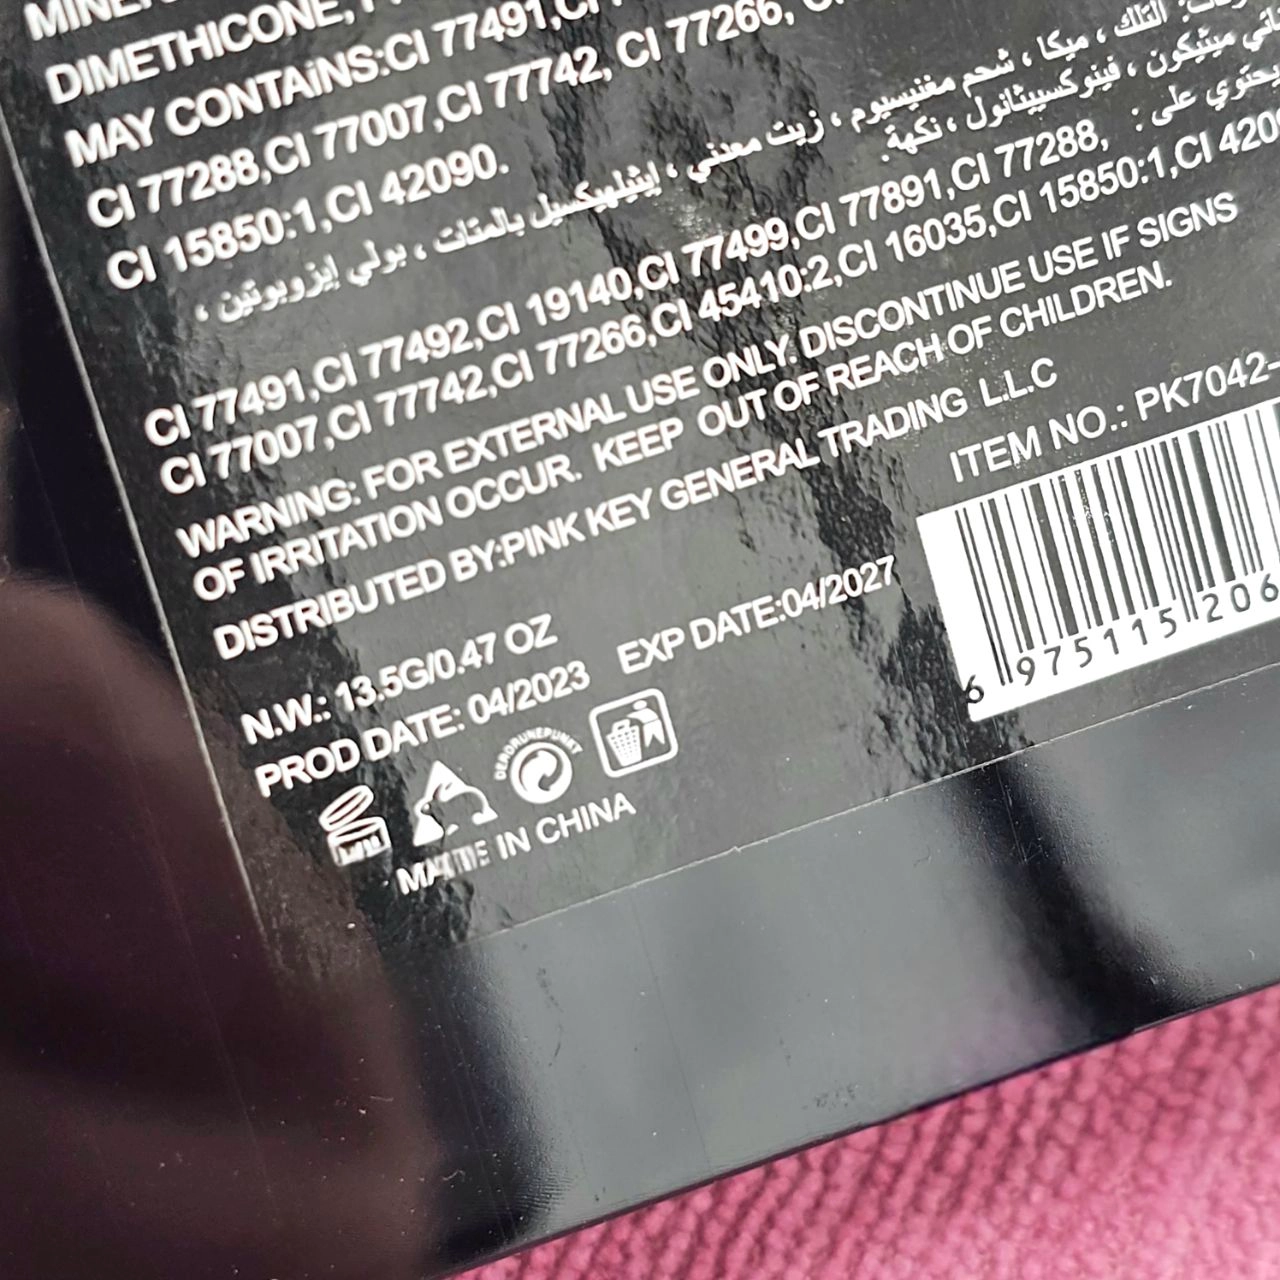 DIMETHICONE,
MAY CONTAiNS:CI 77491,CI
CI 77288,CI 77007,CI 77742, CI 77266,
CI 15850:1,CI 42090.
التلك ، ميكا ، شحم مغنيسيوم ، زيت معدني ، إيثيلهيكسيل بالمتات ، بولي إيزوبوتين ،
ميثيكون ، فينوكسييثانول ، نكهة.
يحتوي على :
CI 77491,CI 77492,CI 19140,CI 77499,CI 77891,CI 77288,
CI 77007,CI 77742,CI 77266,CI 45410:2,CI 16035,CI 15850:1,CI 420
WARNING: FOR EXTERNAL USE ONLY. DISCONTINUE USE IF SIGNS
OF IRRITATION OCCUR. KEEP OUT OF REACH OF CHILDREN.
DISTRIBUTED BY:PINK KEY GENERAL TRADING L.L.C
ITEM NO.: PK7042-
N.W.: 13.5G/0.47 OZ
PROD DATE: 04/2023 EXP DATE:04/2027
6 975115 206
MADE IN CHINA